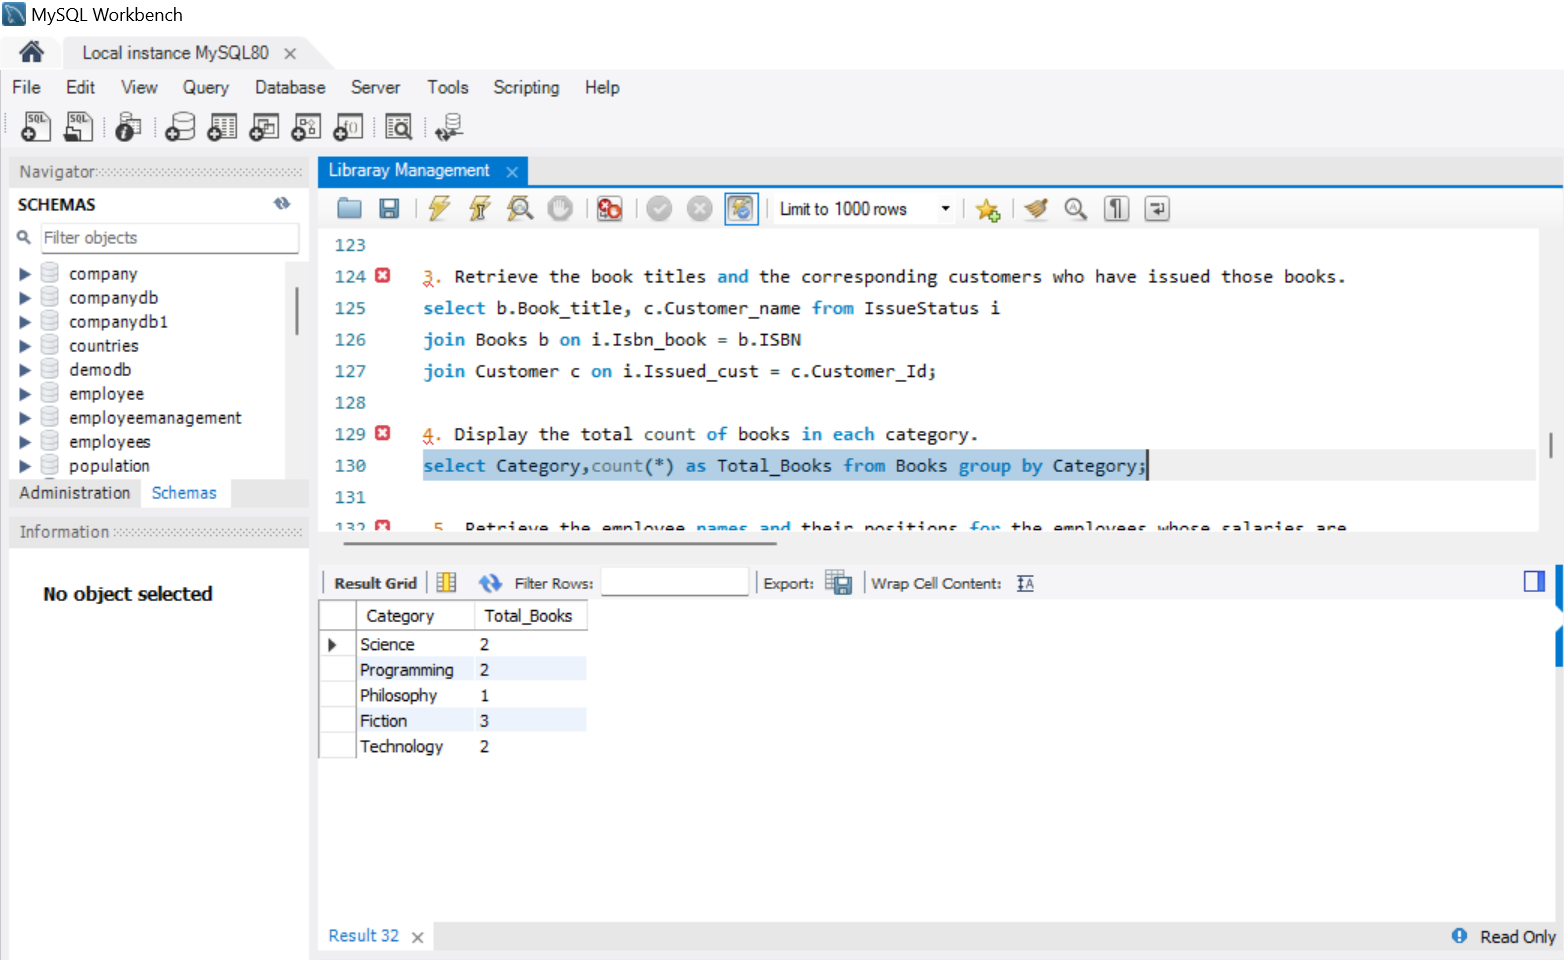 MySQL Workbench
Local instance MySQL80
File Edit View Query Database Server Tools Scripting Help
Navigator
SCHEMAS
Filter objects
company
companydb
companydb1
countries
demodb
employee
employeemanagement
employees
population
Administration Schemas
Information
No object selected
Libraray Management
Limit to 1000 rows
123
124 3. Retrieve the book titles and the corresponding customers who have issued those books.
125 select b.Book_title, c.Customer_name from IssueStatus i
126 join Books b on i.Isbn_book = b.ISBN
127 join Customer c on i.Issued_cust = c.Customer_Id;
128
129 4. Display the total count of books in each category.
130 select Category,count(*) as Total_Books from Books group by Category;
131
132 5. Retrieve the employee names and their positions for the employees whose salaries are
Result Grid Filter Rows: Export: Wrap Cell Content:
Category Total_Books
Science 2
Programming 2
Philosophy 1
Fiction 3
Technology 2
Result 32
Read Only